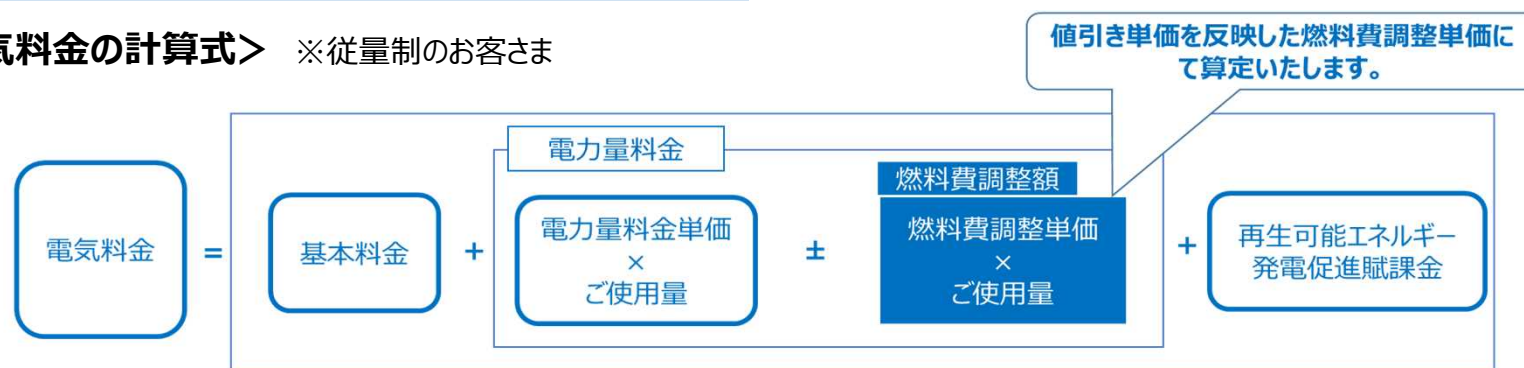 気料金の計算式＞ ※従量制のお客さま
値引き単価を反映した燃料費調整単価に
て算定いたします。
電力量料金
燃料費調整額
電気料金
=
基本料金
+
電力量料金単価
×
ご使用量
±
燃料費調整単価
×
ご使用量
+
再生可能エネルギー
発電促進賦課金